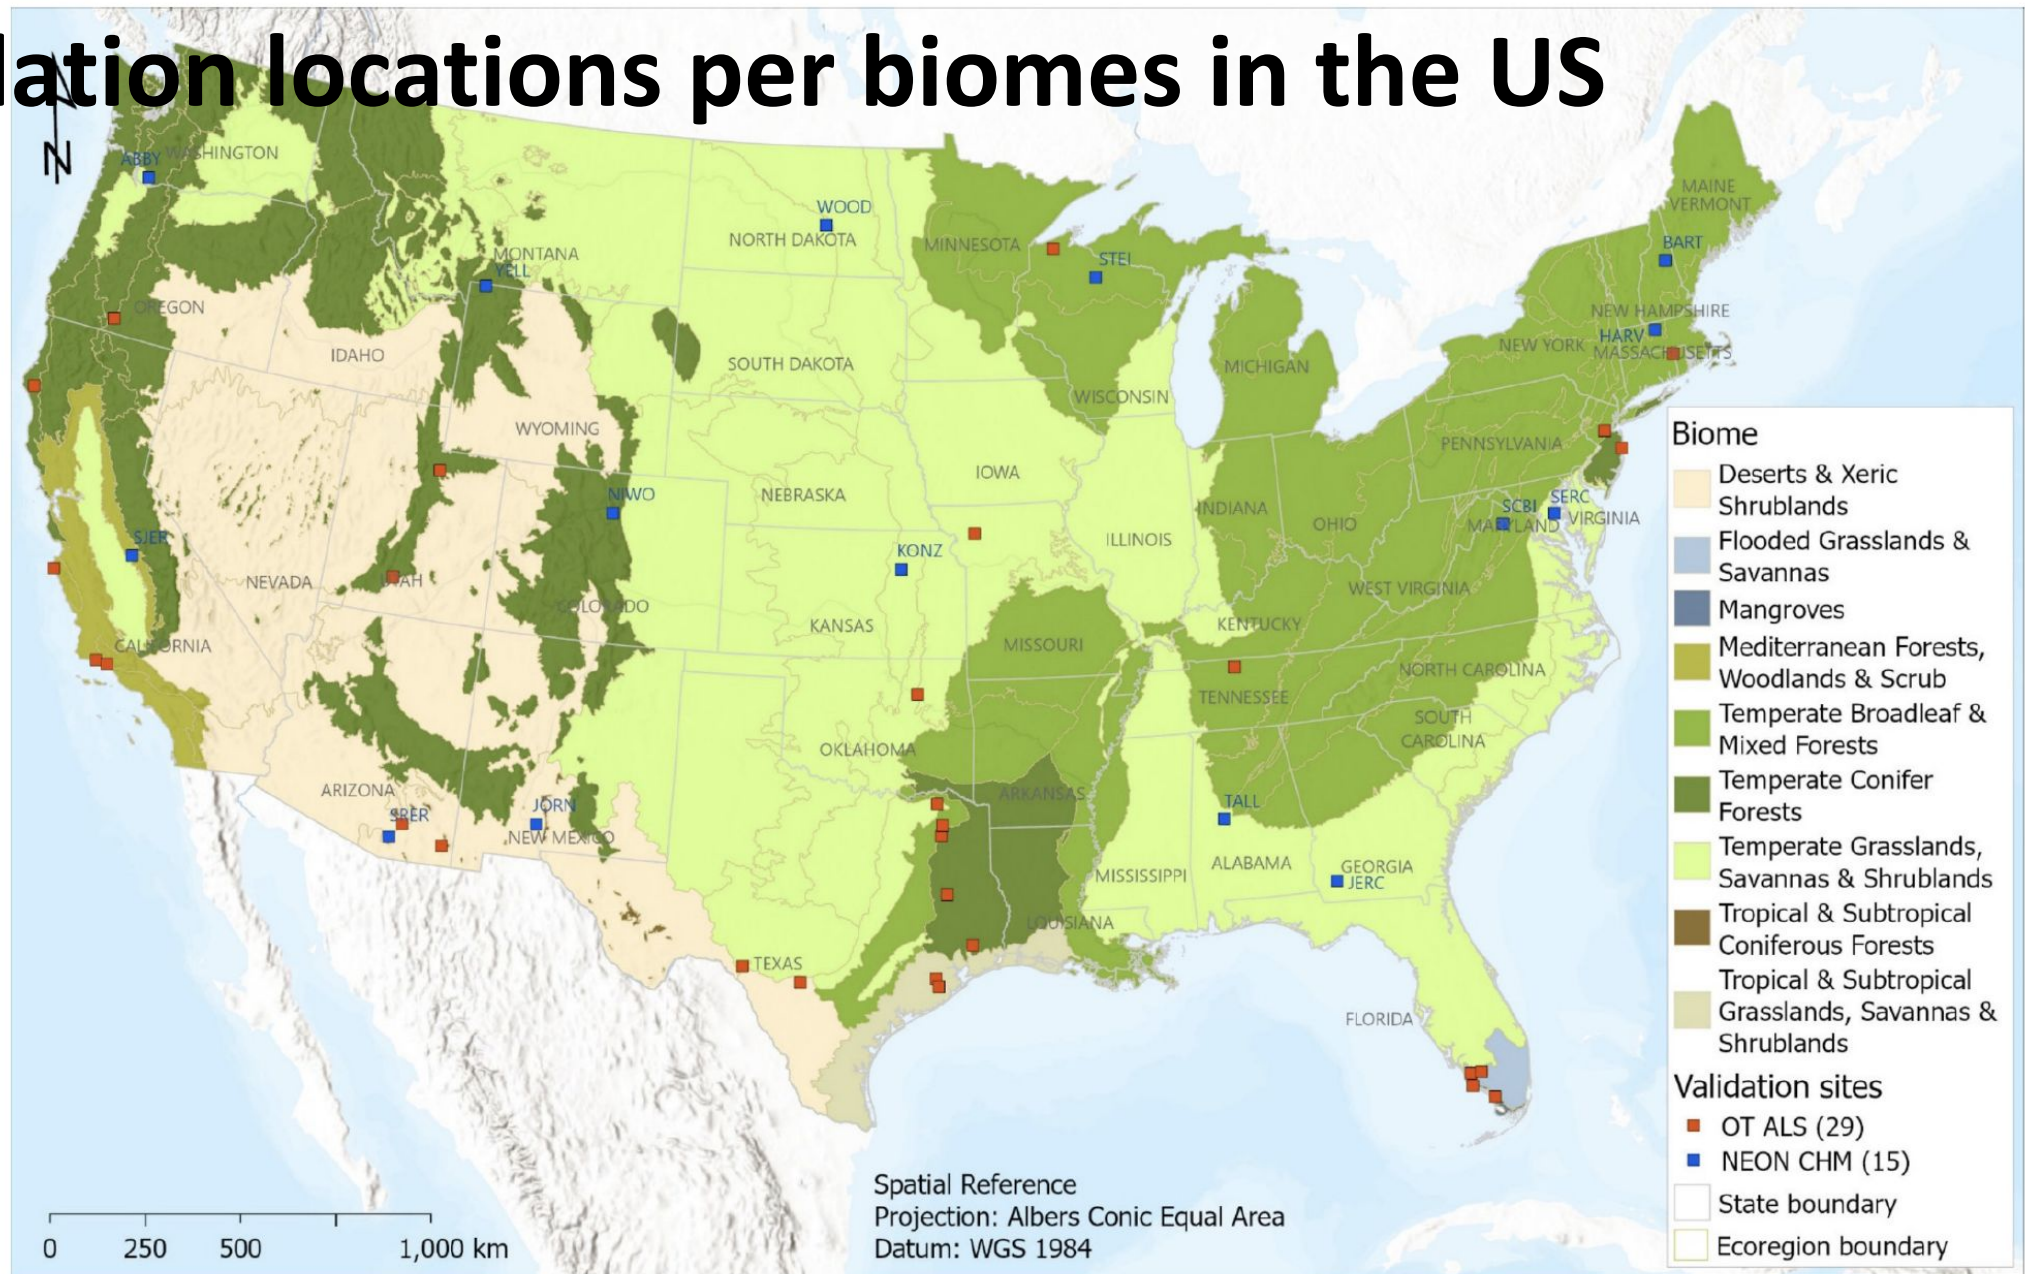 lation locations per biomes in the US
N
N
ABBY
WASHINGTON
WOOD
NORTH DAKOTA
MINNESOTA
STEI
MAINE
VERMONT
BART
MONTANA
YELL
OREGON
IDAHO
SOUTH DAKOTA
WISCONSIN
MICHIGAN
NEW HAMPSHIRE
HARV
NEW YORK
MASSACHUSETTS
WYOMING
IOWA
PENNSYLVANIA
NIWO
NEBRASKA
INDIANA
OHIO
SCBI
SERC
MARYLAND
VIRGINIA
SJER
KONZ
ILLINOIS
NEVADA
UTAH
COLORADO
WEST VIRGINIA
KANSAS
KENTUCKY
CALIFORNIA
MISSOURI
NORTH CAROLINA
TENNESSEE
SOUTH
CAROLINA
OKLAHOMA
ARIZONA
ARKANSAS
SRER
JORN
NEW MEXICO
TALL
MISSISSIPPI
ALABAMA
GEORGIA
JERC
LOUISIANA
TEXAS
FLORIDA
Biome
Deserts & Xeric
Shrublands
Flooded Grasslands &
Savannas
Mangroves
Mediterranean Forests,
Woodlands & Scrub
Temperate Broadleaf &
Mixed Forests
Temperate Conifer
Forests
Temperate Grasslands,
Savannas & Shrublands
Tropical & Subtropical
Coniferous Forests
Tropical & Subtropical
Grasslands, Savannas &
Shrublands
Validation sites
OT ALS (29)
NEON CHM (15)
State boundary
Ecoregion boundary
Spatial Reference
Projection: Albers Conic Equal Area
Datum: WGS 1984
0 250 500 1,000 km